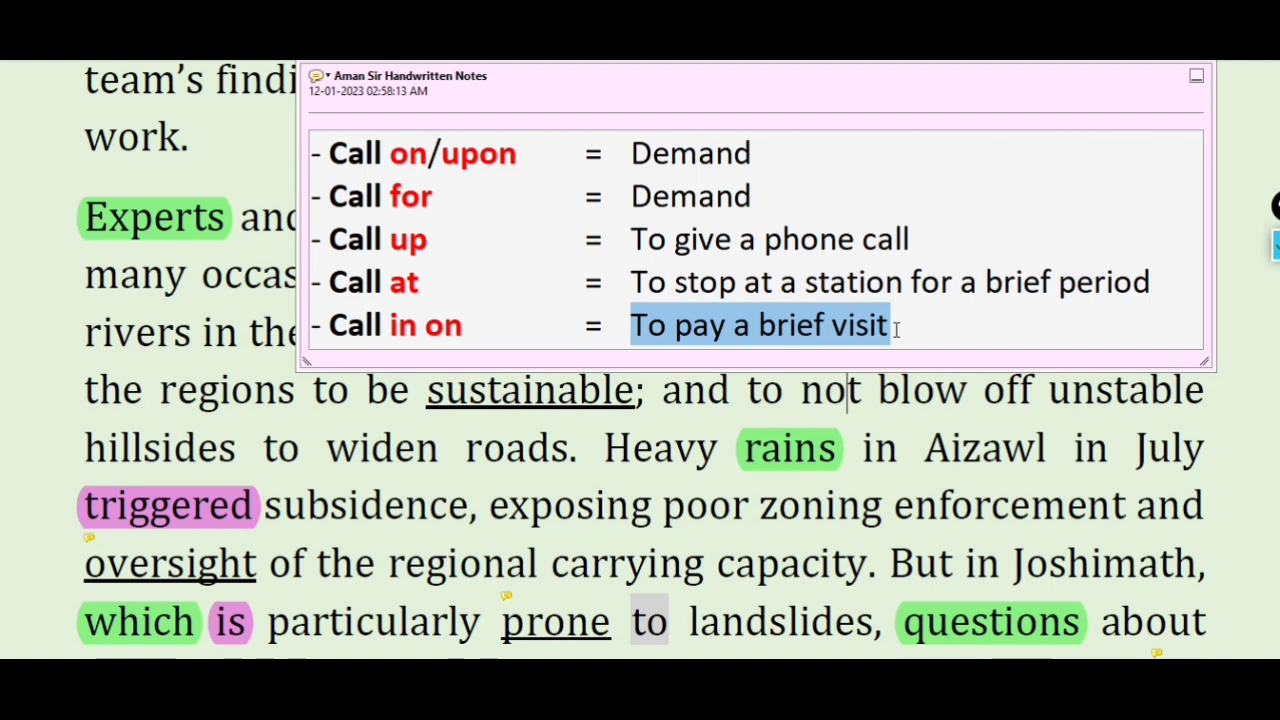 team’s findi
work.
Aman Sir Handwritten Notes
12-01-2023 02:58:13 AM
- Call on/upon = Demand
- Call for = Demand
- Call up = To give a phone call
- Call at = To stop at a station for a brief period
- Call in on = To pay a brief visit
Experts and
many occas
rivers in the
the regions to be sustainable; and to not blow off unstable
hillsides to widen roads. Heavy rains in Aizawl in July
triggered subsidence, exposing poor zoning enforcement and
oversight of the regional carrying capacity. But in Joshimath,
which is particularly prone to landslides, questions about